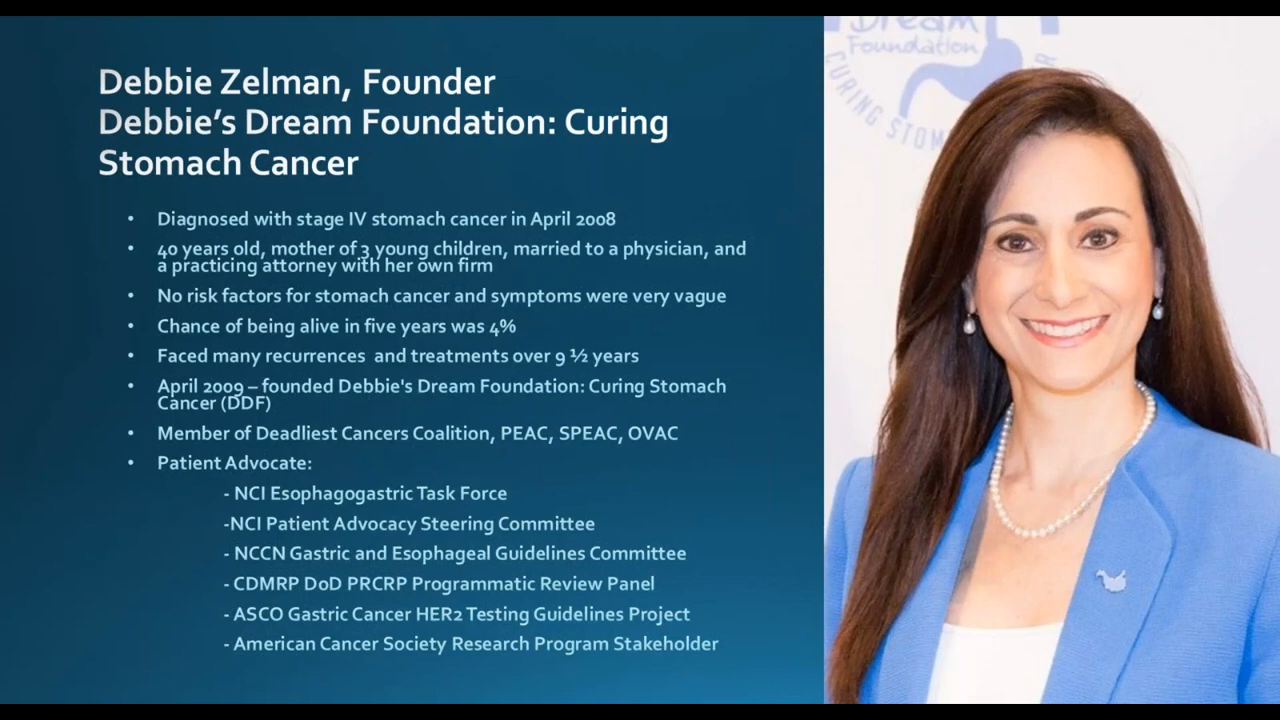 Debbie Zelman, Founder
Debbie's Dream Foundation: Curing
Stomach Cancer
• Diagnosed with stage IV stomach cancer in April 2008
• 40 years old, mother of 3 young children, married to a physician, and
a practicing attorney with her own firm
• No risk factors for stomach cancer and symptoms were very vague
• Chance of being alive in five years was 4%
• Faced many recurrences  and treatments over 9 ½ years
• April 2009 – founded Debbie's Dream Foundation: Curing Stomach
Cancer (DDF)
• Member of Deadliest Cancers Coalition, PEAC, SPEAC, OVAC
• Patient Advocate:
- NCI Esophagogastric Task Force
-NCI Patient Advocacy Steering Committee
- NCCN Gastric and Esophageal Guidelines Committee
- CDMRP DoD PRCRP Programmatic Review Panel
- ASCO Gastric Cancer HER2 Testing Guidelines Project
- American Cancer Society Research Program Stakeholder
Dream
Foundation
CURING STOM